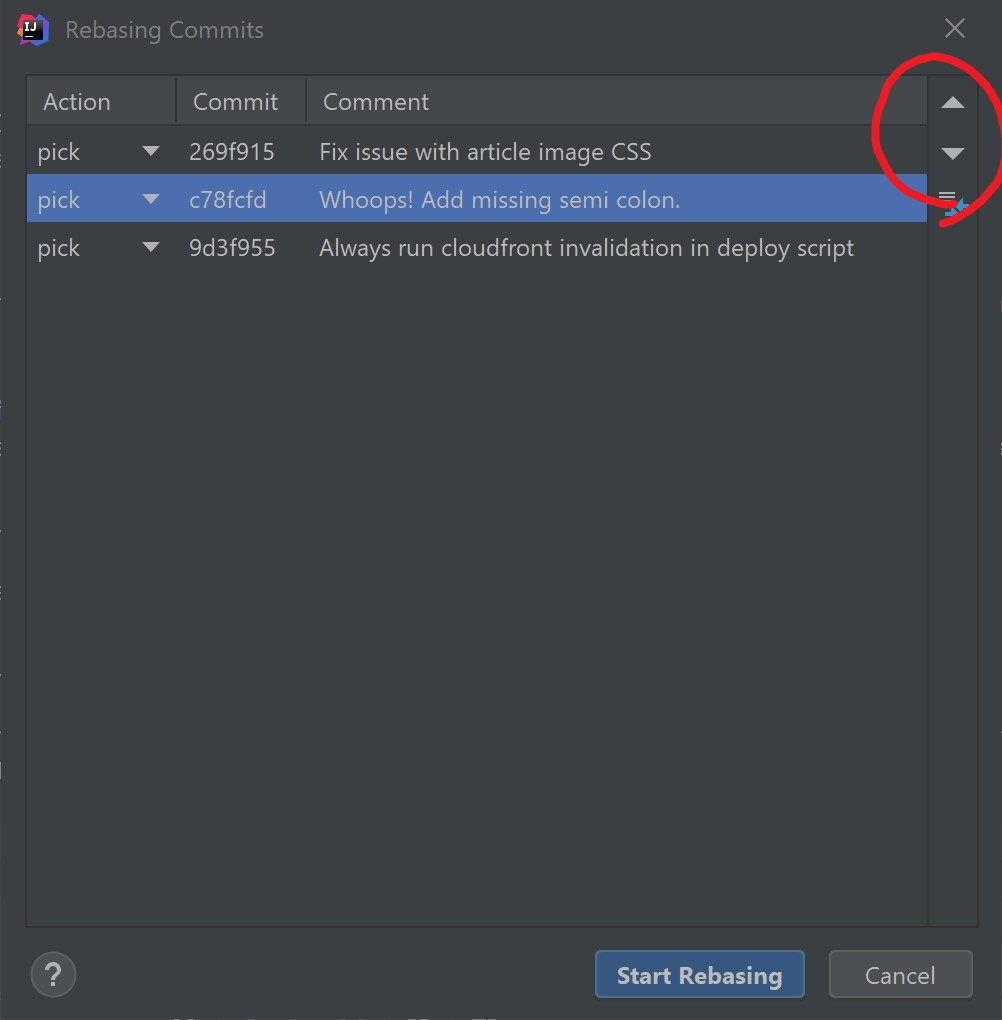 IJ
Rebasing Commits
Action Commit Comment
pick 269f915 Fix issue with article image CSS
pick c78fcfd Whoops! Add missing semi colon.
pick 9d3f955 Always run cloudfront invalidation in deploy script
? Start Rebasing Cancel